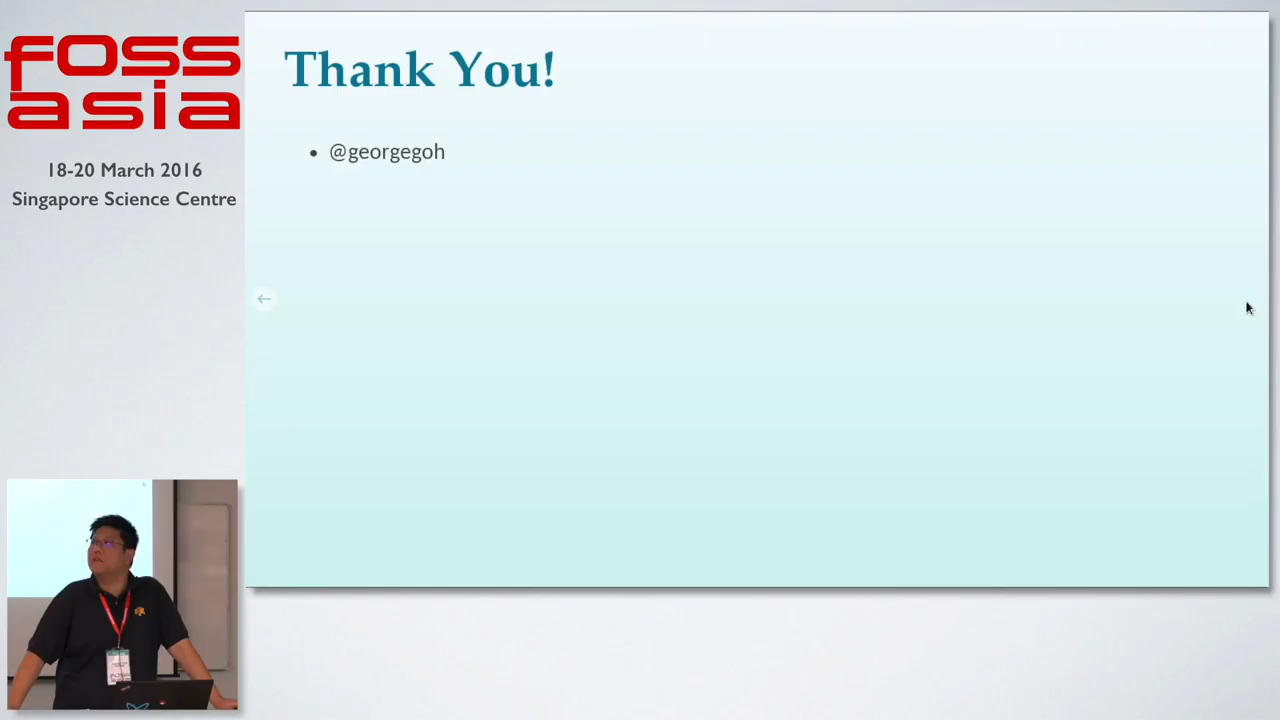 foss
asia
18-20 March 2016
Singapore Science Centre
Thank You!
• @georgegoh